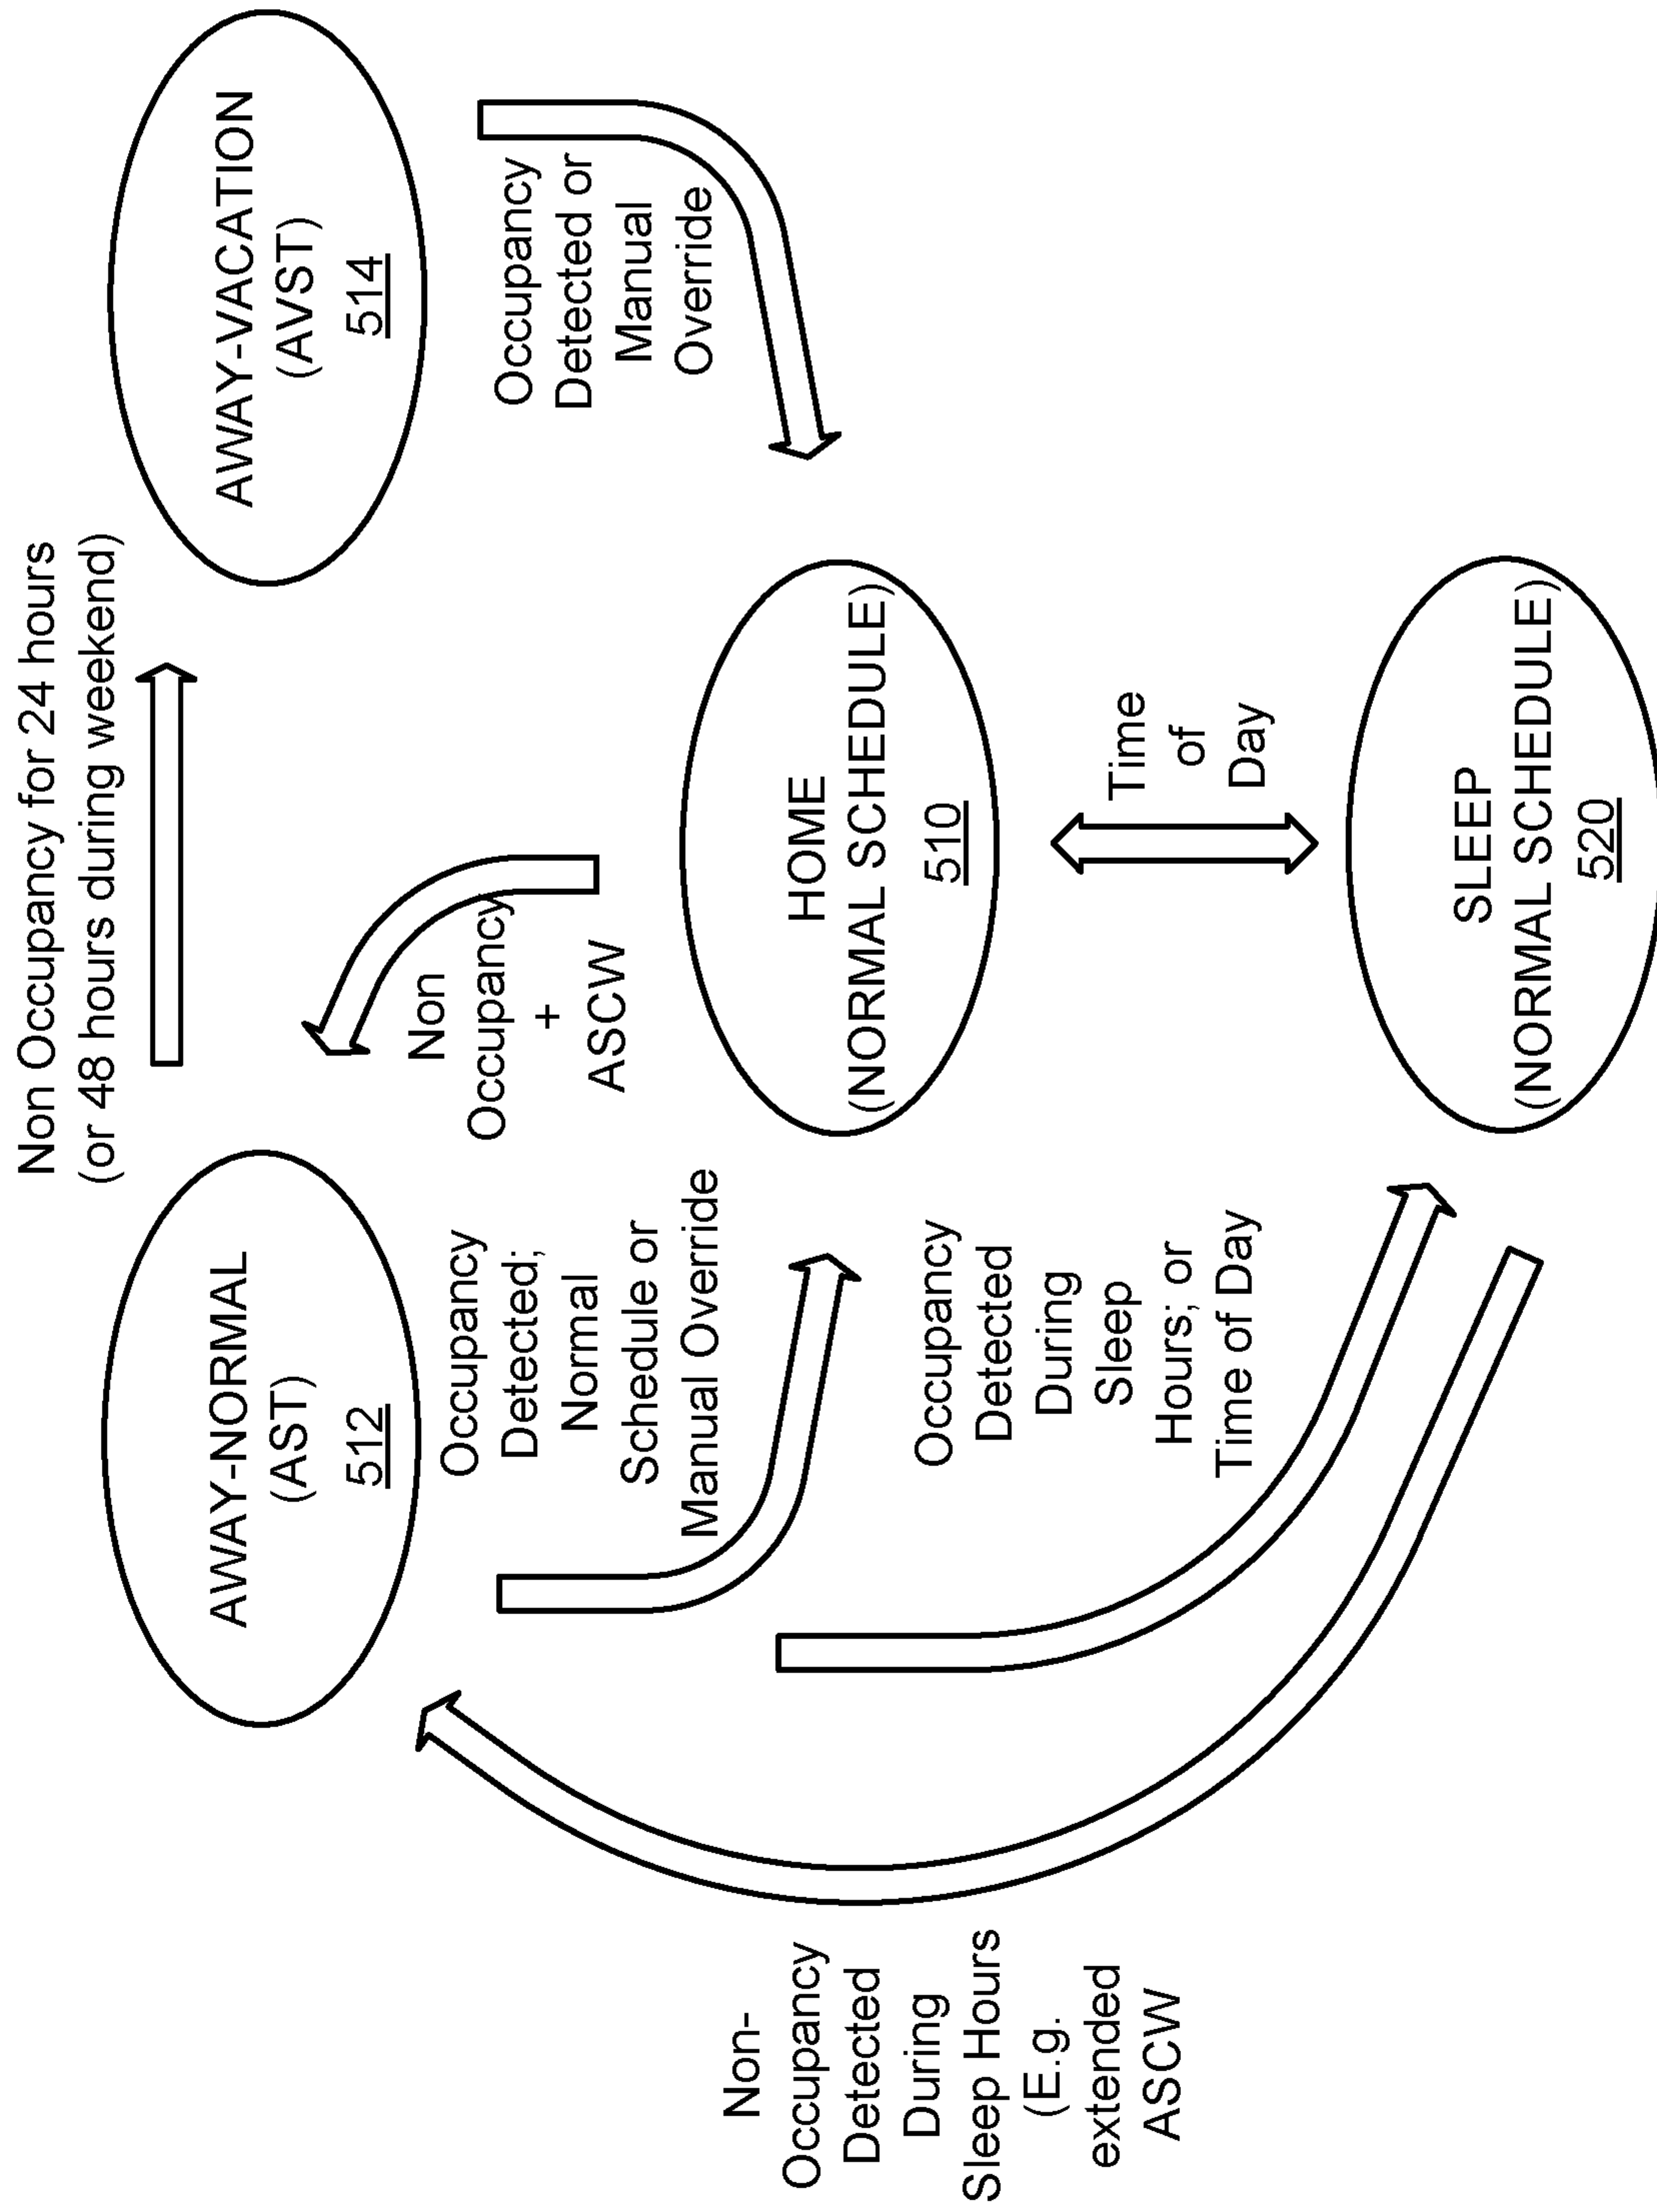 Non Occupancy for 24 hours
(or 48 hours during weekend)
AWAY-NORMAL
(AST)
512
AWAY-VACATION
(AVST)
514
Non
Occupancy
+
ASCW
Occupancy
Detected;
Normal
Schedule or
Manual Override
Occupancy
Detected or
Manual
Override
HOME
(NORMAL SCHEDULE)
510
Non-
Occupancy
Detected
During
Sleep Hours
(E.g.
extended
ASCW
Occupancy
Detected
During
Sleep
Hours; or
Time of Day
Time
of
Day
SLEEP
(NORMAL SCHEDULE)
520